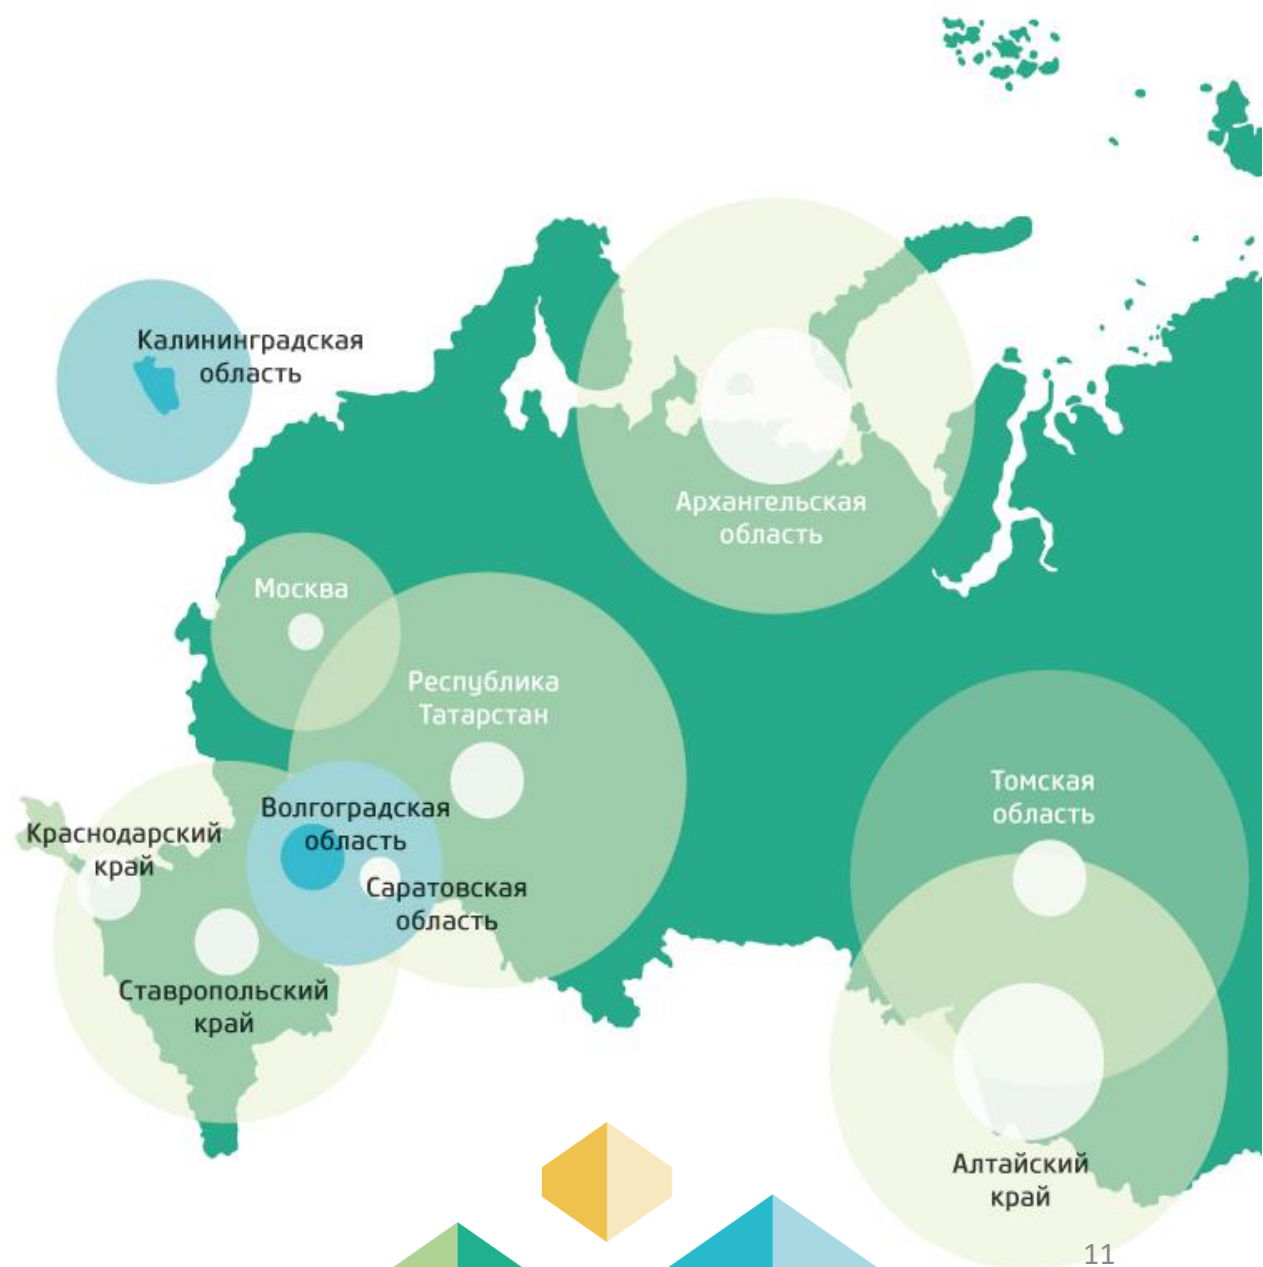 Калининградская
область
Архангельская
область
Москва
Республика
Татарстан
Томская
область
Волгоградская
область
Краснодарский
край
Саратовская
область
Ставропольский
край
Алтайский
край
11